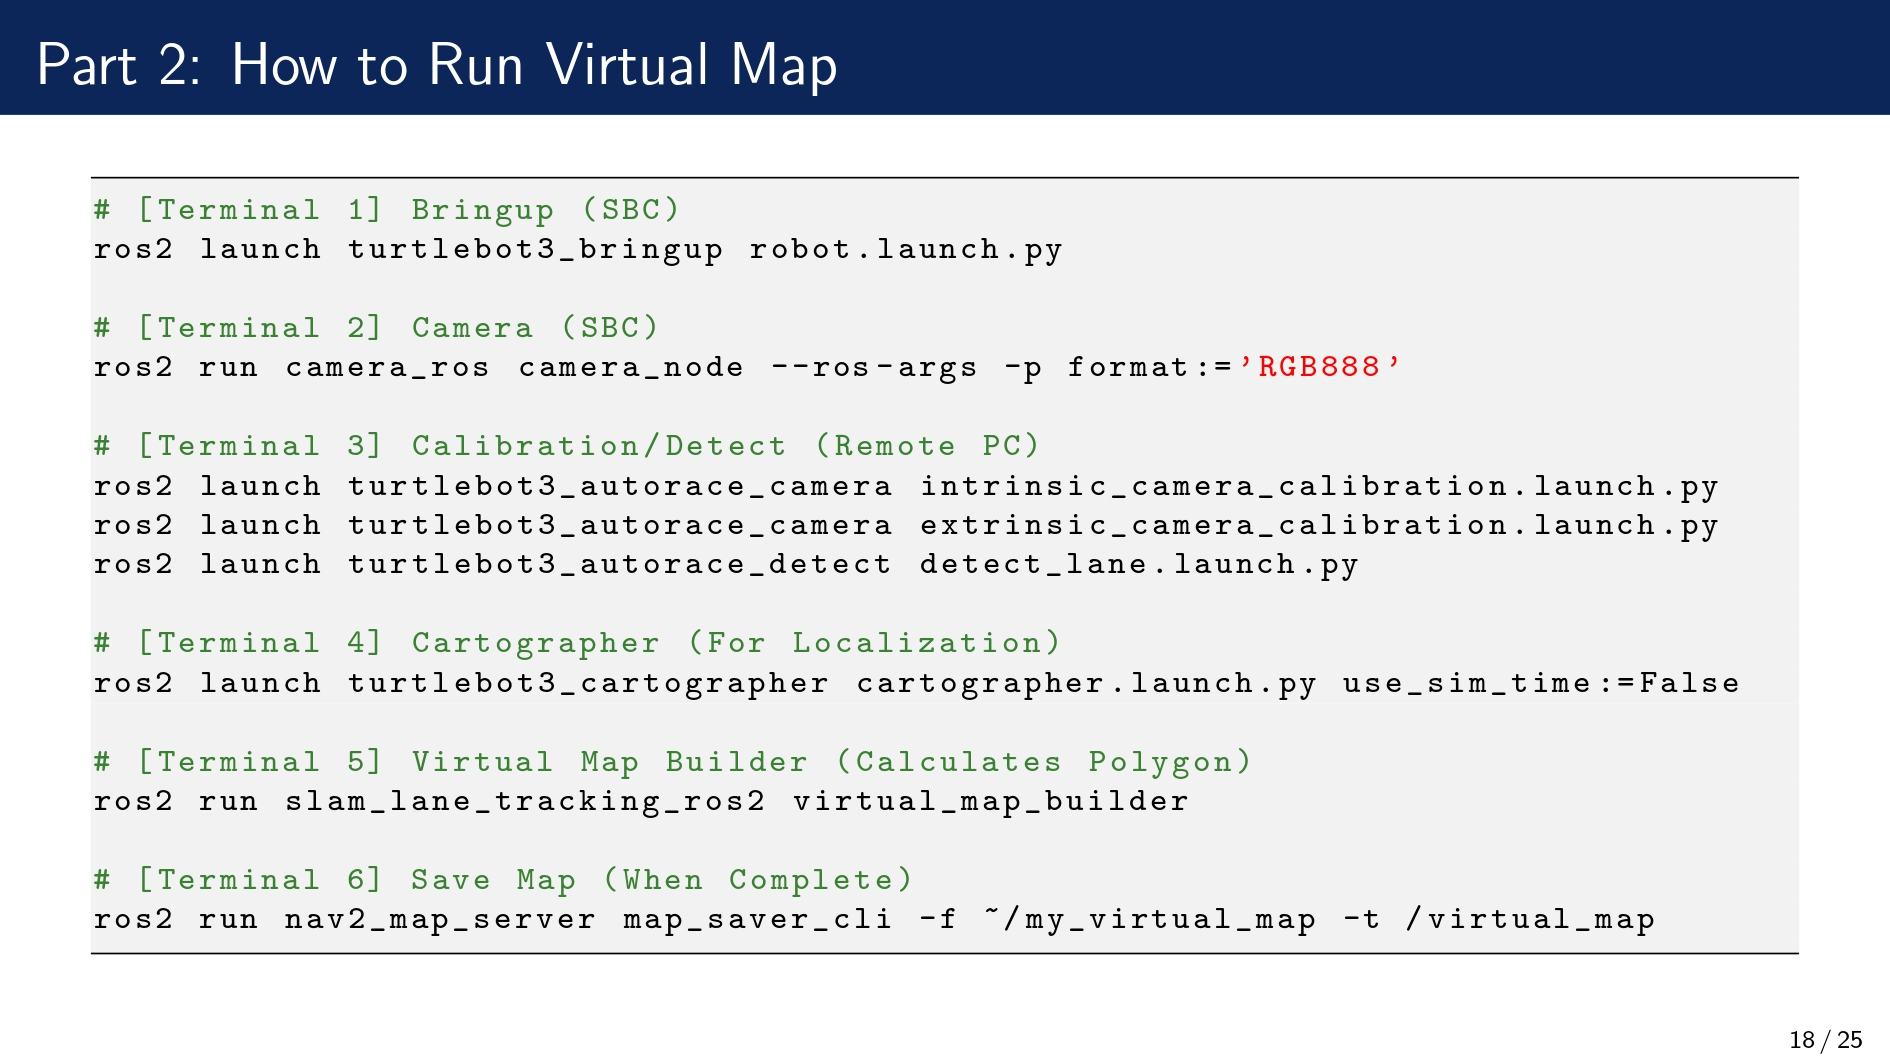 Part 2: How to Run Virtual Map
# [Terminal 1] Bringup (SBC)
ros2 launch turtlebot3_bringup robot.launch.py
# [Terminal 2] Camera (SBC)
ros2 run camera_ros camera_node --ros-args -p format:='RGB888'
# [Terminal 3] Calibration/Detect (Remote PC)
ros2 launch turtlebot3_autorace_camera intrinsic_camera_calibration.launch.py
ros2 launch turtlebot3_autorace_camera extrinsic_camera_calibration.launch.py
ros2 launch turtlebot3_autorace_detect detect_lane.launch.py
# [Terminal 4] Cartographer (For Localization)
ros2 launch turtlebot3_cartographer cartographer.launch.py use_sim_time:=False
# [Terminal 5] Virtual Map Builder (Calculates Polygon)
ros2 run slam_lane_tracking_ros2 virtual_map_builder
# [Terminal 6] Save Map (When Complete)
ros2 run nav2_map_server map_saver_cli -f ~/my_virtual_map -t /virtual_map
18 / 25